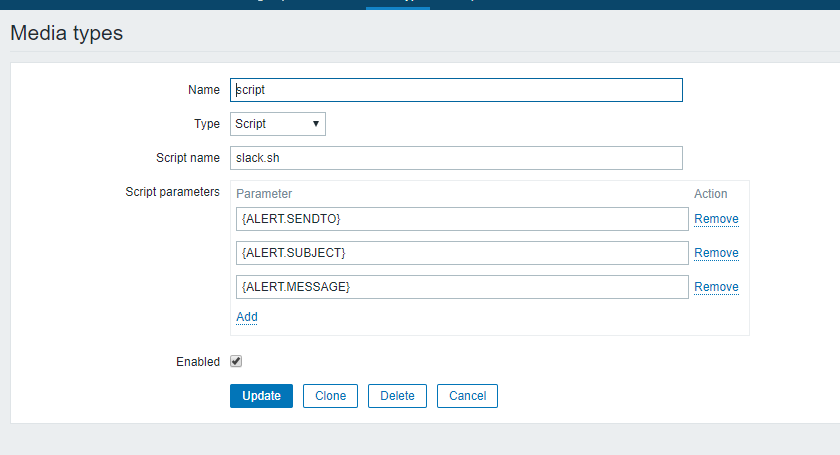 Media types
Name script
Type Script
Script name slack.sh
Script parameters Parameter Action
{ALERT.SENDTO} Remove
{ALERT.SUBJECT} Remove
{ALERT.MESSAGE} Remove
Add
Enabled
Update Clone Delete Cancel